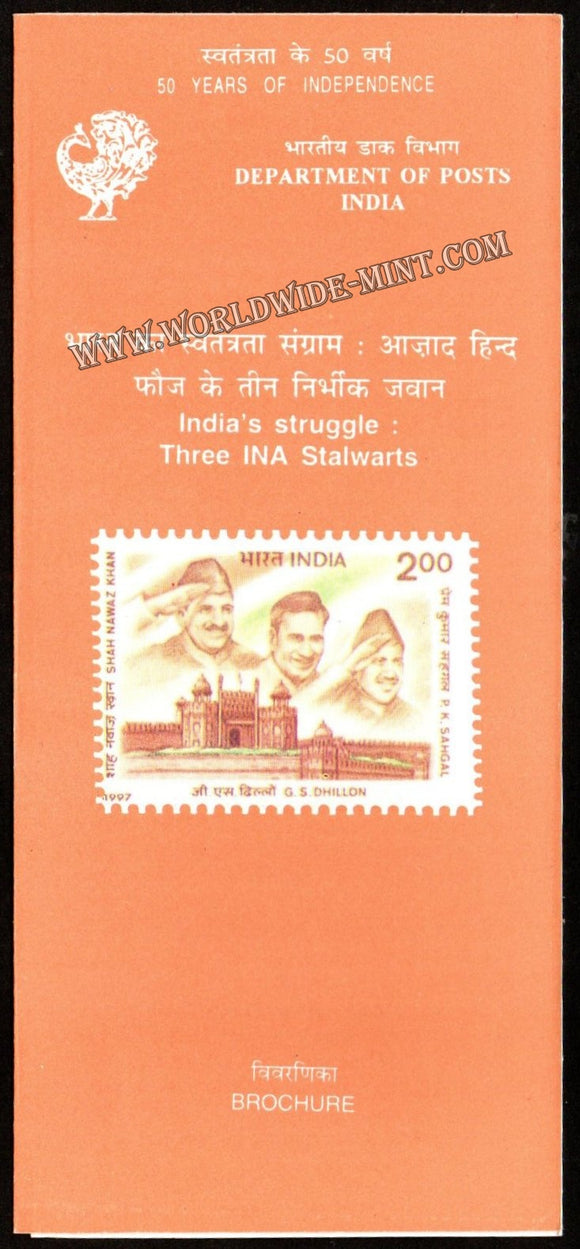 स्वतंत्रता के 50 वर्ष
50 YEARS OF INDEPENDENCE
भारतीय डाक विभाग
DEPARTMENT OF POSTS
INDIA
WWW.WORLDWIDE-MINT.COM
स्वतंत्रता संग्राम : आज़ाद हिन्द
फौज के तीन निर्भीक जवान
India's struggle :
Three INA Stalwarts
भारत INDIA
2.00
शाह नवाज़ खान SHAH NAWAZ KHAN
प्रेम कुमार सहगल P. K. SAHGAL
जी एस ढिल्लों G. S. DHILLON
1997
विवरणिका
BROCHURE